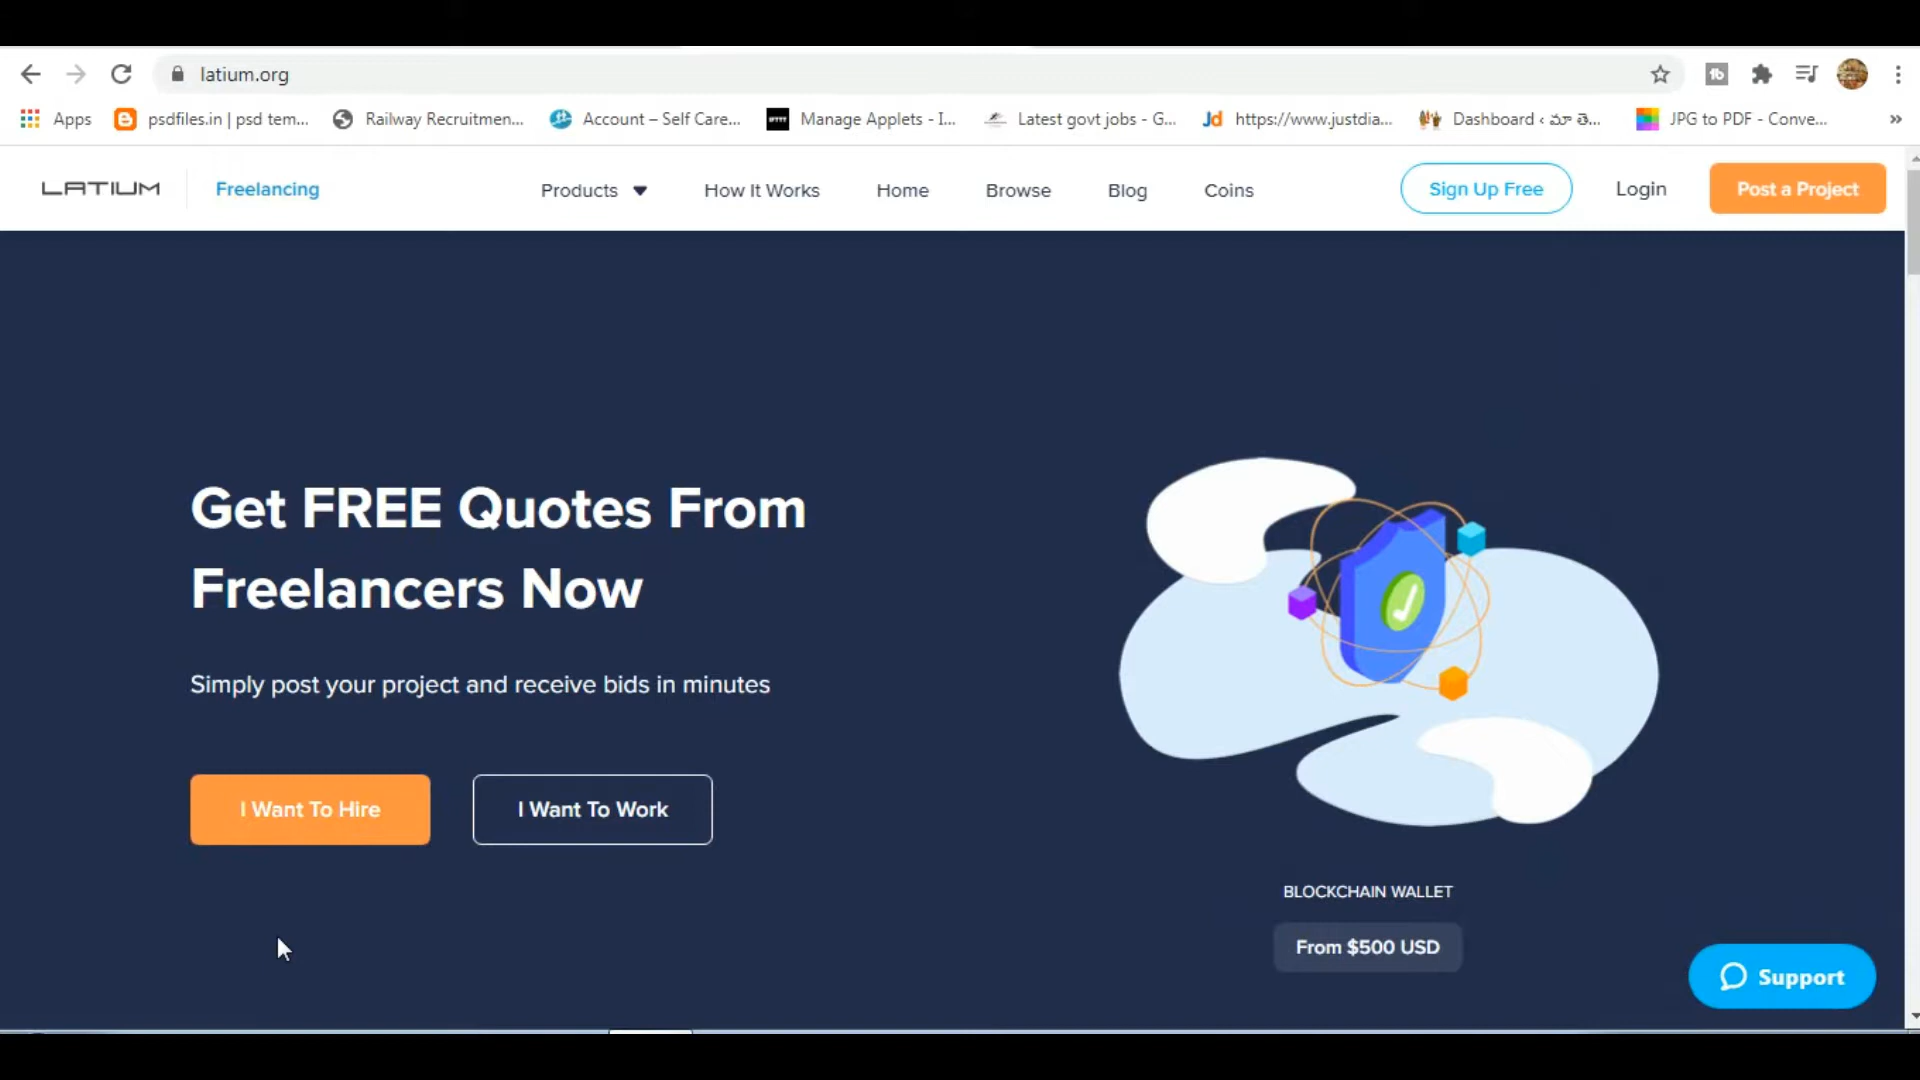 latium.org
Apps
psdfiles.in | psd tem...
Railway Recruitmen...
Account – Self Care...
Manage Applets - I...
Latest govt jobs - G...
https://www.justdia...
Dashboard ‹ మా తె...
JPG to PDF - Conve...
LATIUM
Freelancing
Products
How It Works
Home
Browse
Blog
Coins
Sign Up Free
Login
Post a Project
Get FREE Quotes From
Freelancers Now
Simply post your project and receive bids in minutes
I Want To Hire
I Want To Work
BLOCKCHAIN WALLET
From $500 USD
Support